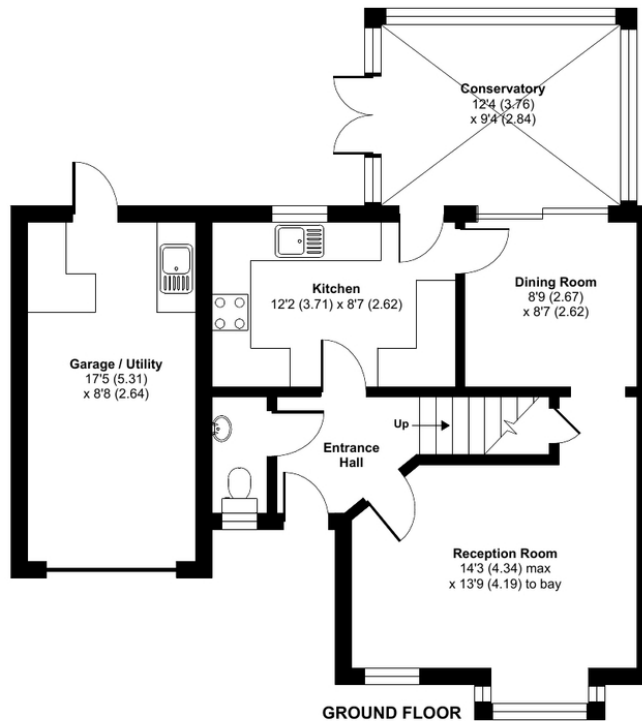 Conservatory
12'4 (3.76)
x 9'4 (2.84)
Kitchen
12'2 (3.71) x 8'7 (2.62)
Dining Room
8'9 (2.67)
x 8'7 (2.62)
Garage / Utility
17'5 (5.31)
x 8'8 (2.64)
Up
Entrance
Hall
Reception Room
14'3 (4.34) max
x 13'9 (4.19) to bay
GROUND FLOOR